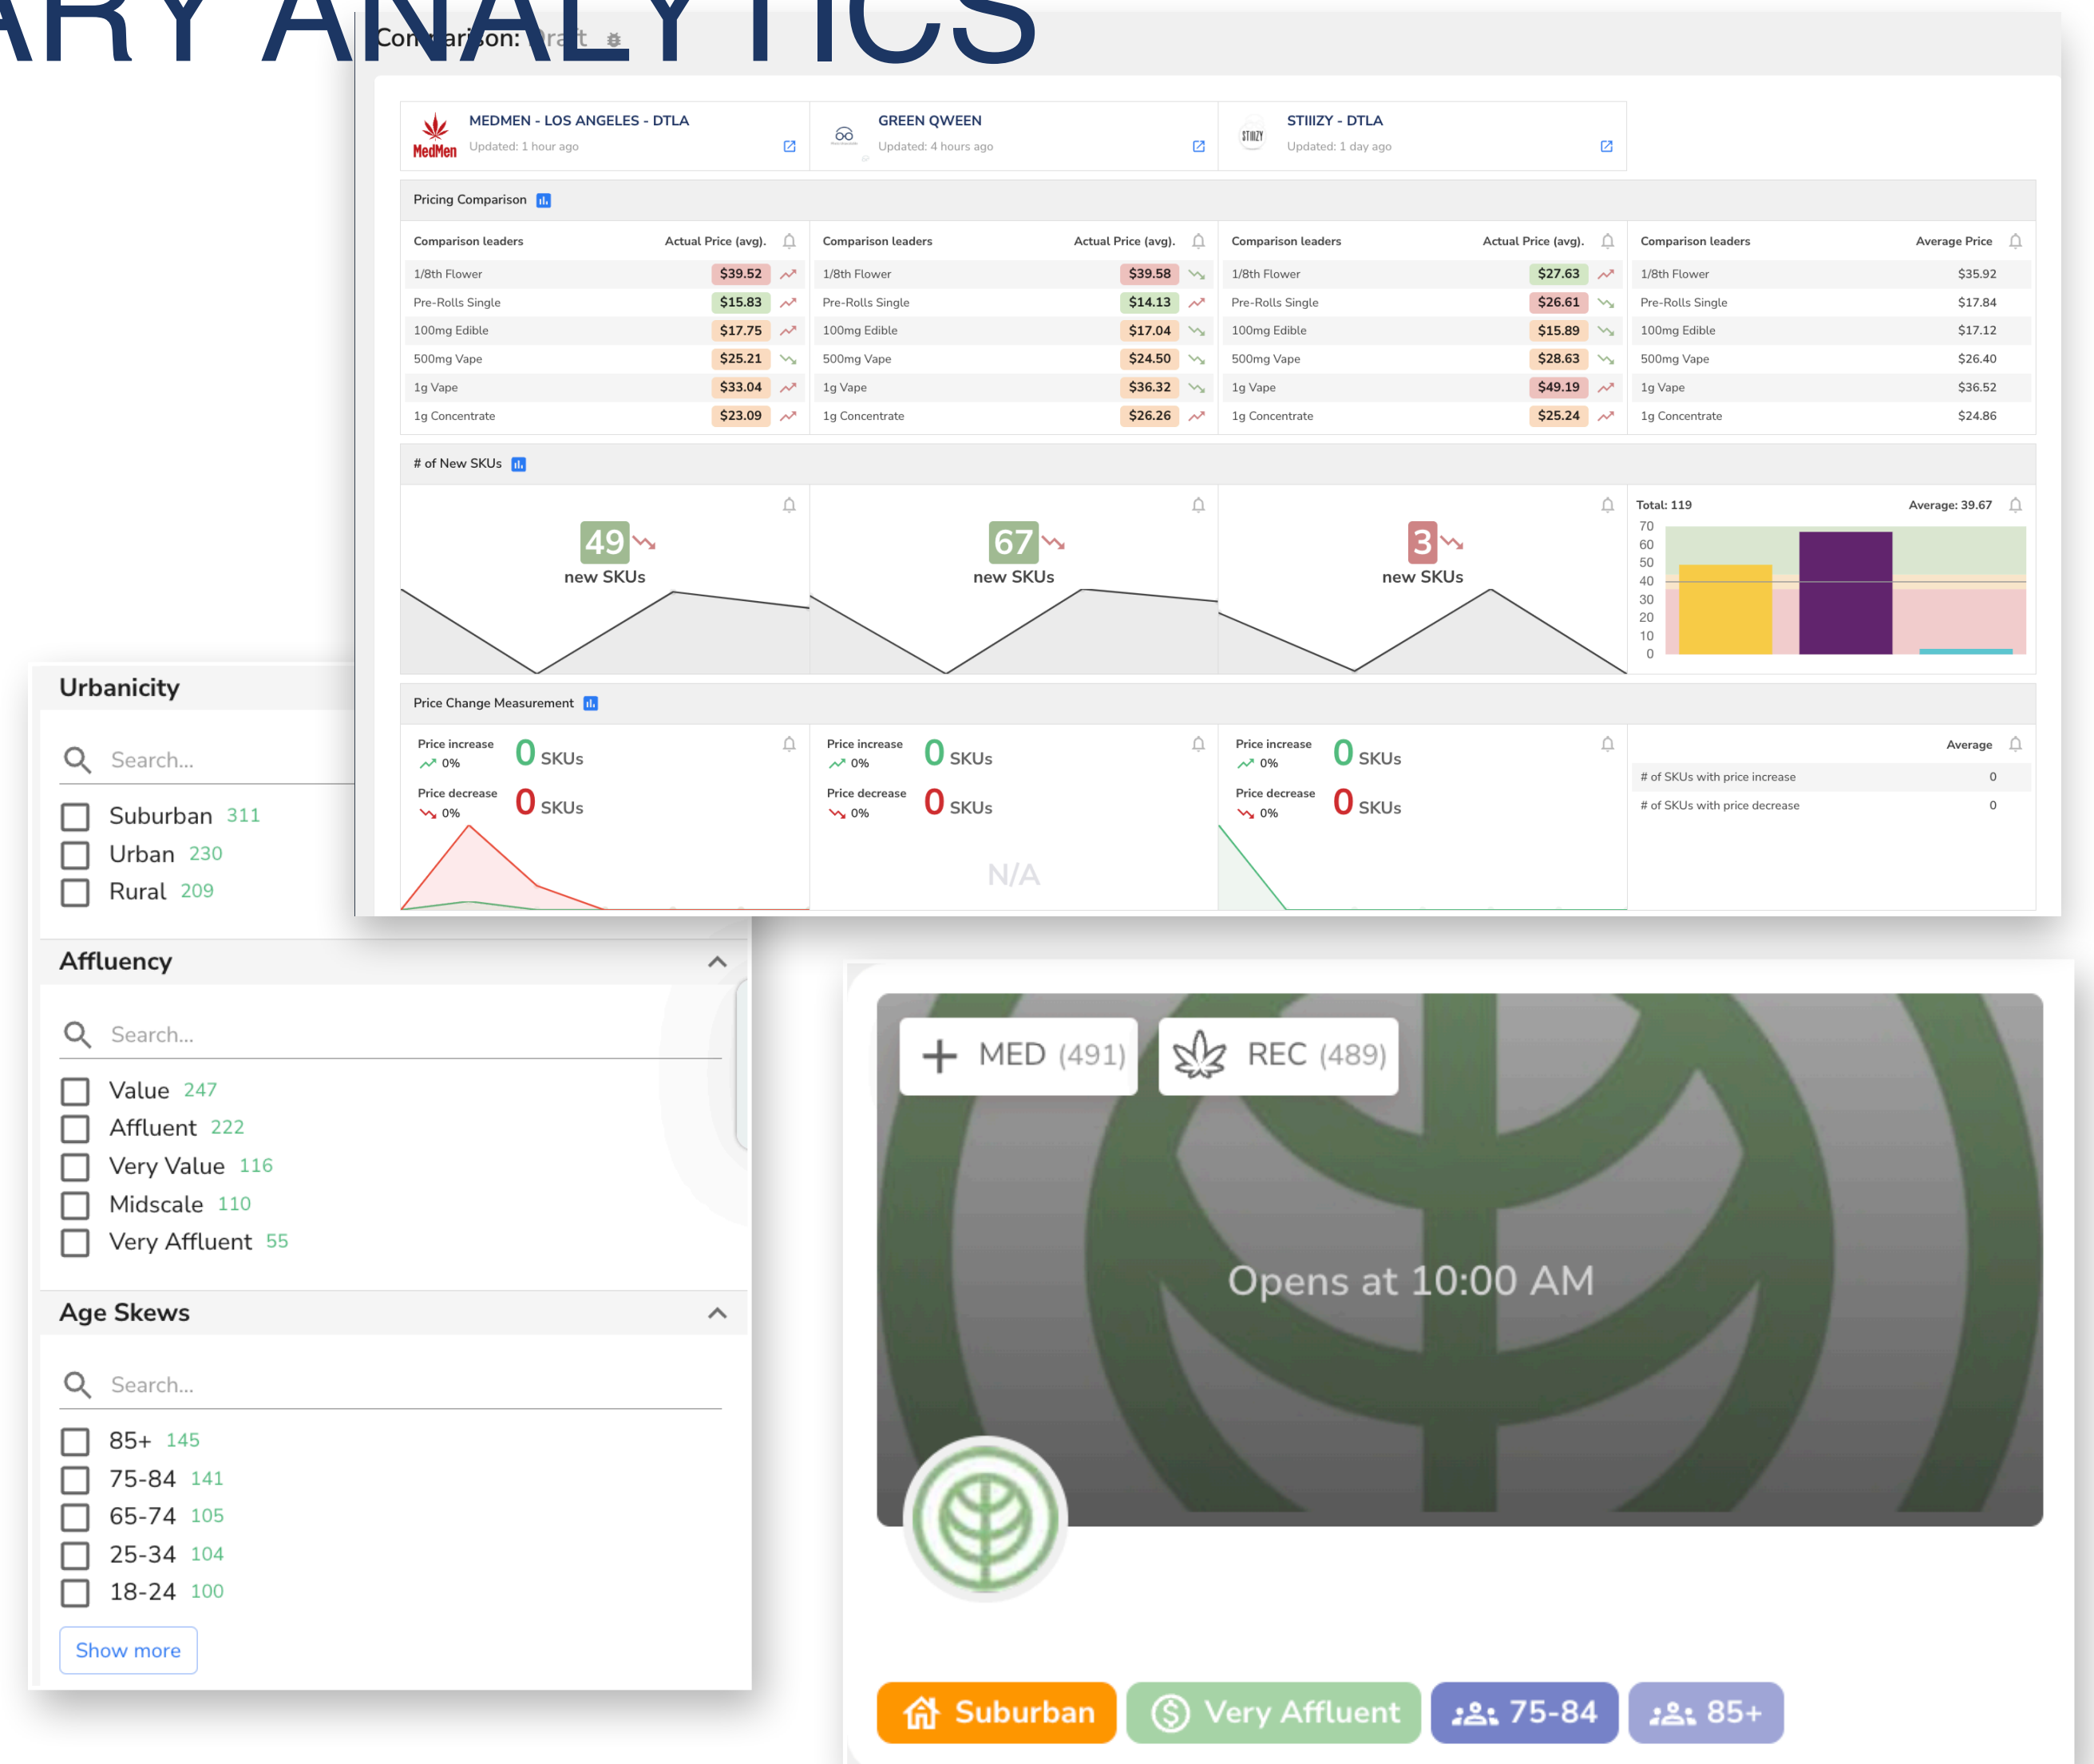 ARY ANALYTICS
Comparison: Draft
MedMen
MEDMEN - LOS ANGELES - DTLA
Updated: 1 hour ago
GREEN QWEEN
Updated: 4 hours ago
STIIIZY
STIIIZY - DTLA
Updated: 1 day ago
Pricing Comparison
Comparison leaders Actual Price (avg). Comparison leaders Actual Price (avg). Comparison leaders Actual Price (avg). Comparison leaders Average Price
1/8th Flower $39.52 1/8th Flower $39.58 1/8th Flower $27.63 1/8th Flower $35.92
Pre-Rolls Single $15.83 Pre-Rolls Single $14.13 Pre-Rolls Single $26.61 Pre-Rolls Single $17.84
100mg Edible $17.75 100mg Edible $17.04 100mg Edible $15.89 100mg Edible $17.12
500mg Vape $25.21 500mg Vape $24.50 500mg Vape $28.63 500mg Vape $26.40
1g Vape $33.04 1g Vape $36.32 1g Vape $49.19 1g Vape $36.52
1g Concentrate $23.09 1g Concentrate $26.26 1g Concentrate $25.24 1g Concentrate $24.86
# of New SKUs
49
new SKUs
67
new SKUs
3
new SKUs
Total: 119 Average: 39.67
70
60
50
40
30
20
10
0
Price Change Measurement
Price increase
0%
0 SKUs
Price decrease
0%
0 SKUs
Price increase
0%
0 SKUs
Price decrease
0%
0 SKUs
N/A
Price increase
0%
0 SKUs
Price decrease
0%
0 SKUs
Average
# of SKUs with price increase 0
# of SKUs with price decrease 0
Urbanicity
Search...
Suburban 311
Urban 230
Rural 209
Affluency
Search...
Value 247
Affluent 222
Very Value 116
Midscale 110
Very Affluent 55
Age Skews
Search...
85+ 145
75-84 141
65-74 105
25-34 104
18-24 100
Show more
MED (491) REC (489)
Opens at 10:00 AM
Suburban Very Affluent 75-84 85+